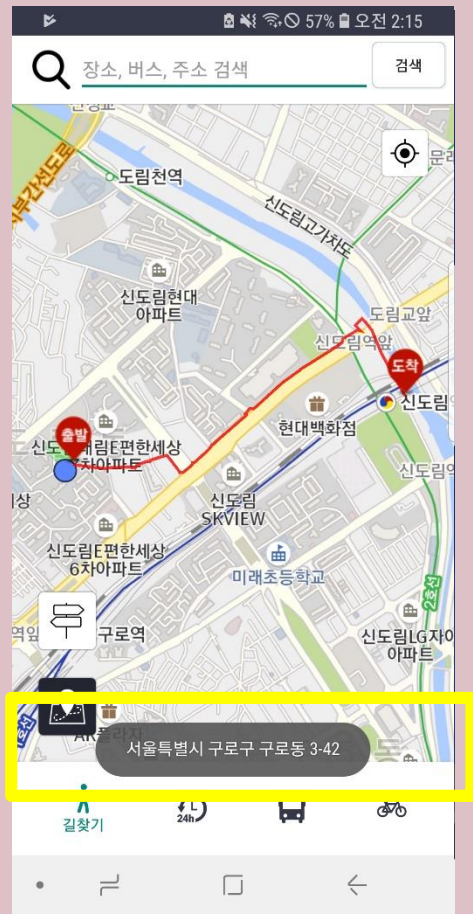 57% 오전 2:15
장소, 버스, 주소 검색
검색
도림천역
신도림고가차도
신도림현대
아파트
도림교앞
신도림역앞
도착
신도림
현대백화점
출발
신도림E편한세상
6차아파트
신도림
SKVIEW
미래초등학교
2호선
구로역
신도림LG자이
아파트
서울특별시 구로구 구로동 3-42
길찾기
24h